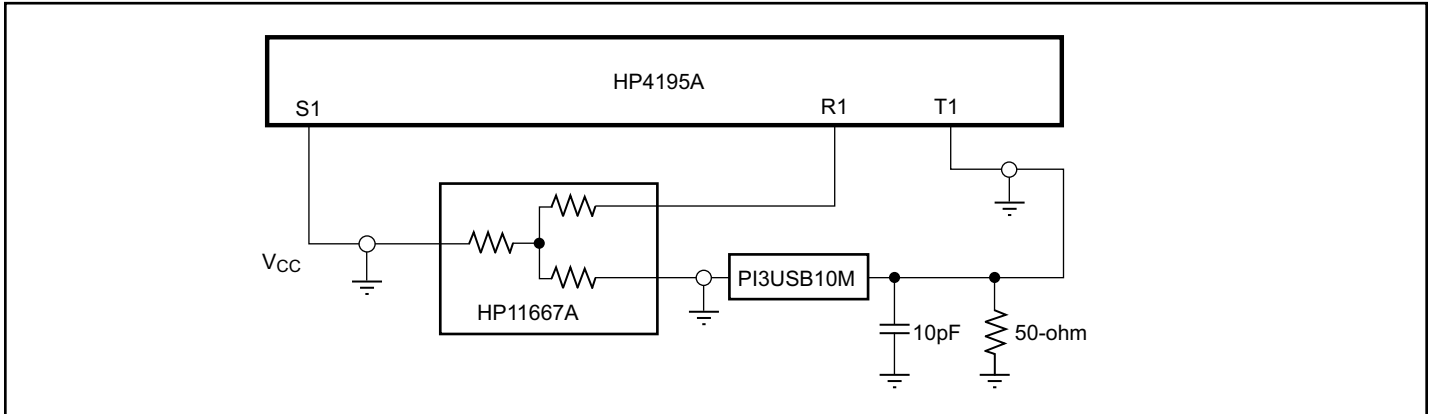 HP4195A
S1
R1
T1
VCC
HP11667A
PI3USB10M
10pF
50-ohm